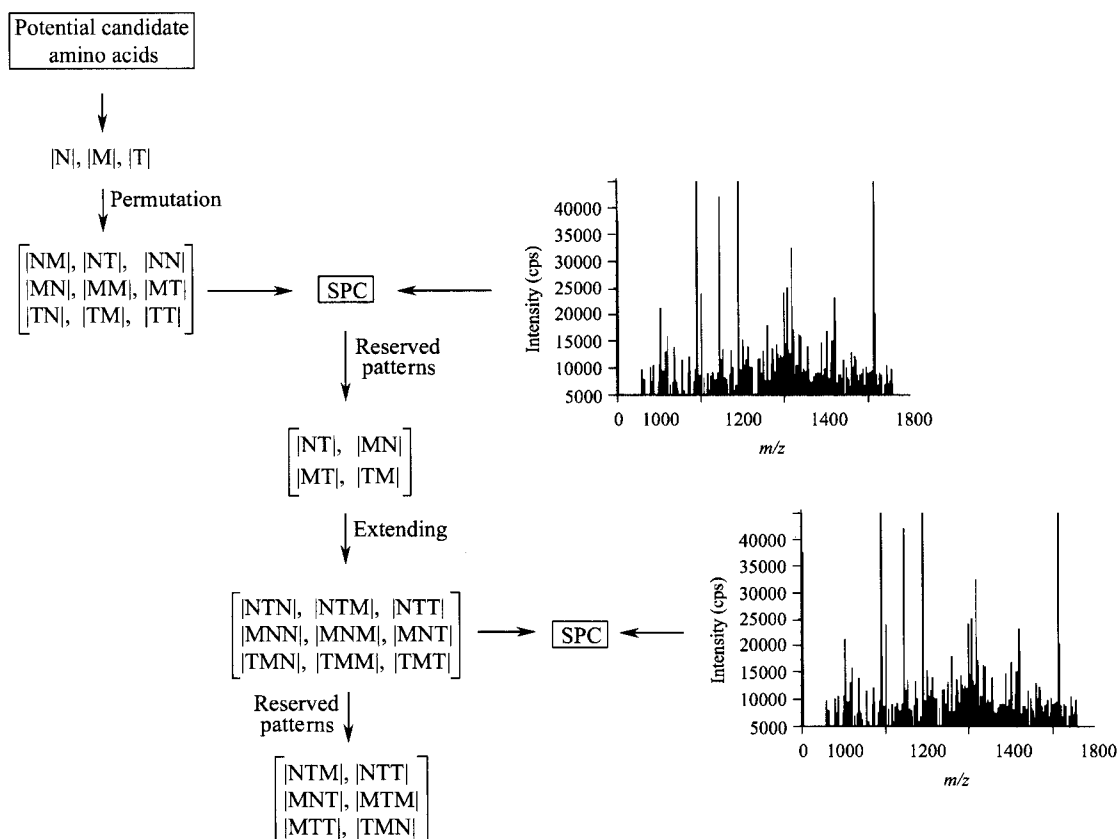 Potential candidate
amino acids
|N|, |M|, |T|
Permutation
|NM|, |NT|, |NN|
|MN|, |MM|, |MT|
|TN|, |TM|, |TT|
SPC
Reserved
patterns
|NT|, |MN|
|MT|, |TM|
Extending
|NTN|, |NTM|, |NTT|
|MNN|, |MNM|, |MNT|
|TMN|, |TMM|, |TMT|
SPC
Reserved
patterns
|NTM|, |NTT|
|MNT|, |MTM|
|MTT|, |TMN|
Intensity (cps)
40000
35000
30000
25000
20000
15000
10000
5000
0 1000 1200 1400 1800
m/z
Intensity (cps)
40000
35000
30000
25000
20000
15000
10000
5000
0 1000 1200 1400 1800
m/z